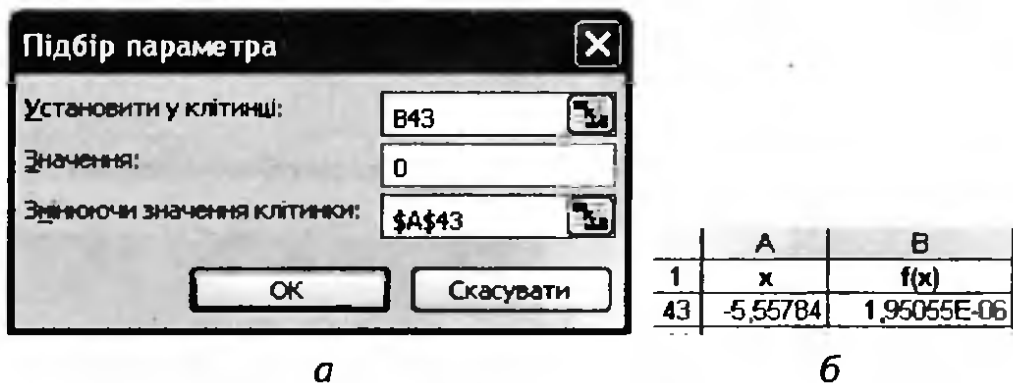 Підбір параметра
Установити у клітинці: B43
Значення: 0
Змінюючи значення клітинки: $A$43
ОК Скасувати
A B
1 x f(x)
43 -5,55784 1,95055E-06
а б